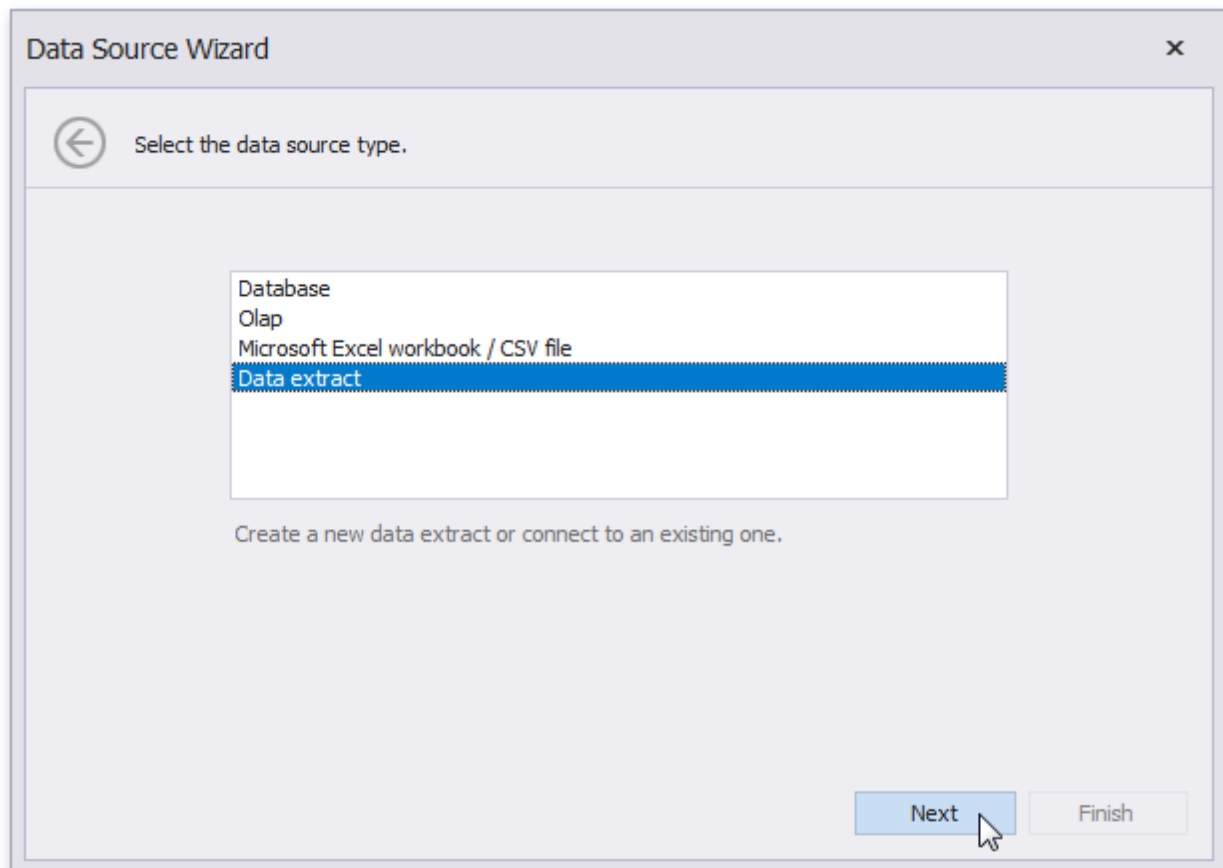 Data Source Wizard
Select the data source type.
Database
Olap
Microsoft Excel workbook / CSV file
Data extract
Create a new data extract or connect to an existing one.
Next
Finish